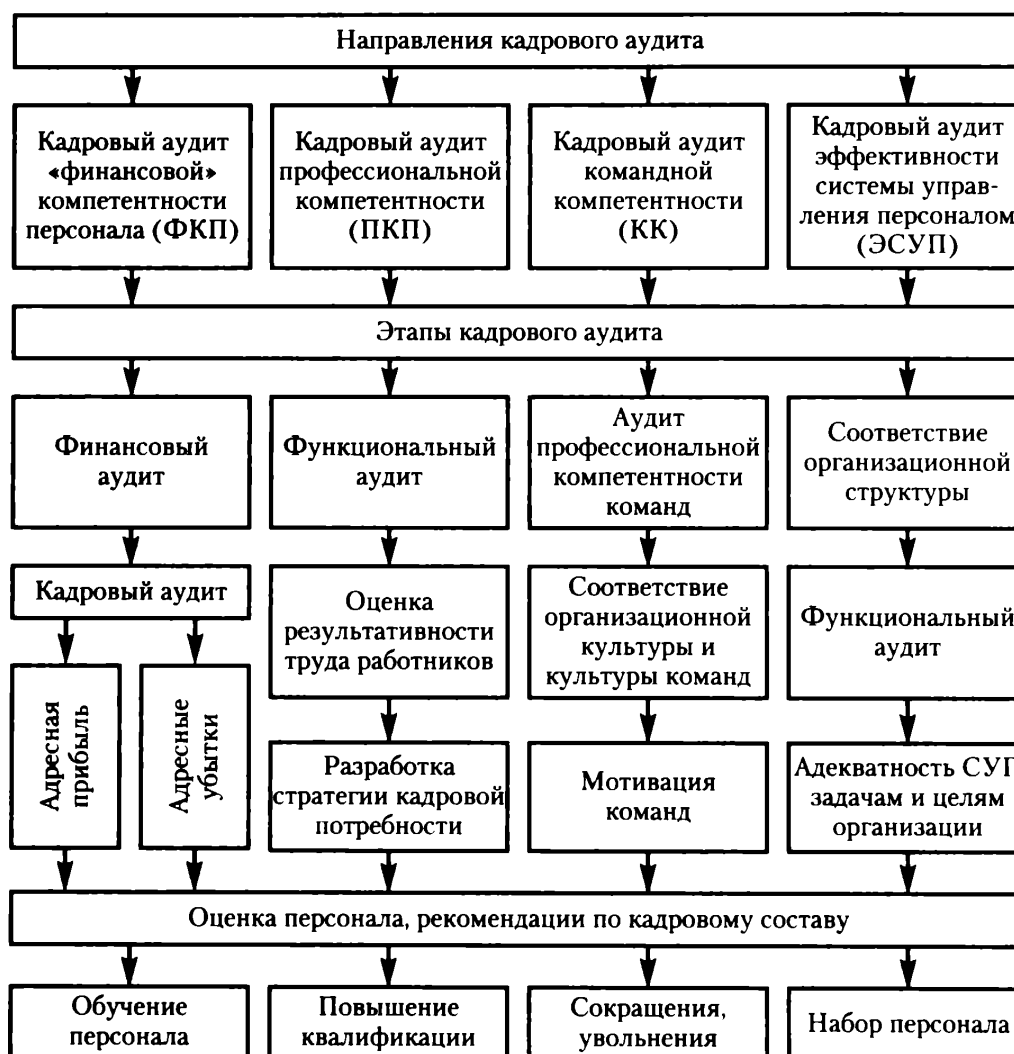 Направления кадрового аудита
Кадровый аудит
«финансовой»
компетентности
персонала (ФКП)
Кадровый аудит
профессиональной
компетентности
(ПКП)
Кадровый аудит
командной
компетентности
(КК)
Кадровый аудит
эффективности
системы управ-
ления персоналом
(ЭСУП)
Этапы кадрового аудита
Финансовый
аудит
Функциональный
аудит
Аудит
профессиональной
компетентности
команд
Соответствие
организационной
структуры
Кадровый аудит
Оценка
результативности
труда работников
Соответствие
организационной
культуры и
культуры команд
Функциональный
аудит
Адресная
прибыль
Адресные
убытки
Разработка
стратегии кадровой
потребности
Мотивация
команд
Адекватность СУП
задачам и целям
организации
Оценка персонала, рекомендации по кадровому составу
Обучение
персонала
Повышение
квалификации
Сокращения,
увольнения
Набор персонала